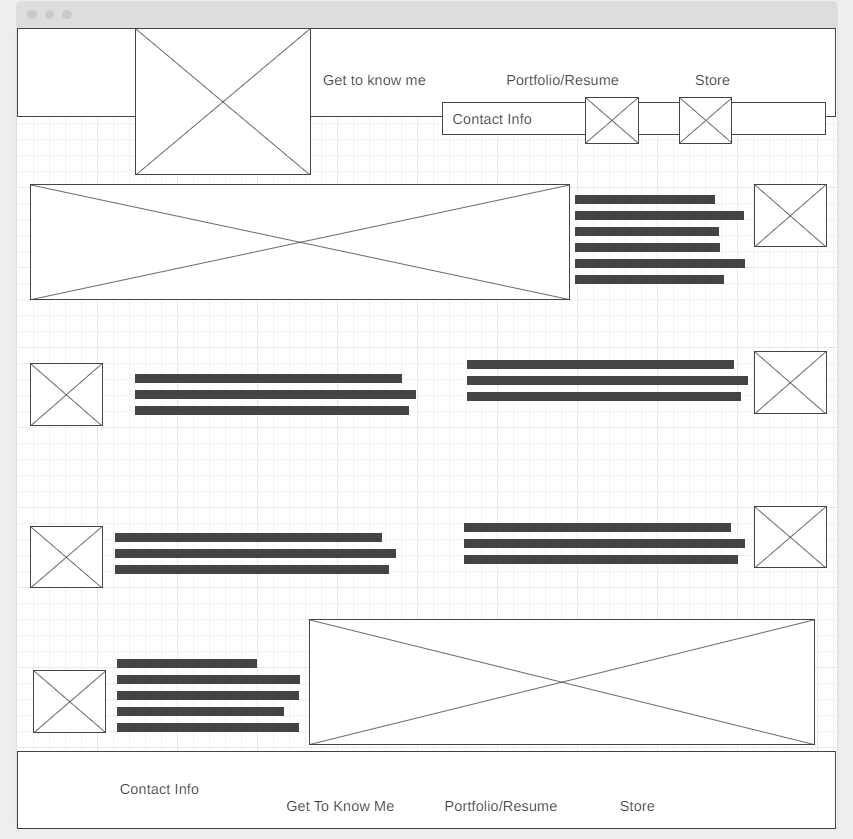 Get to know me
Portfolio/Resume
Store
Contact Info
Contact Info
Get To Know Me
Portfolio/Resume
Store